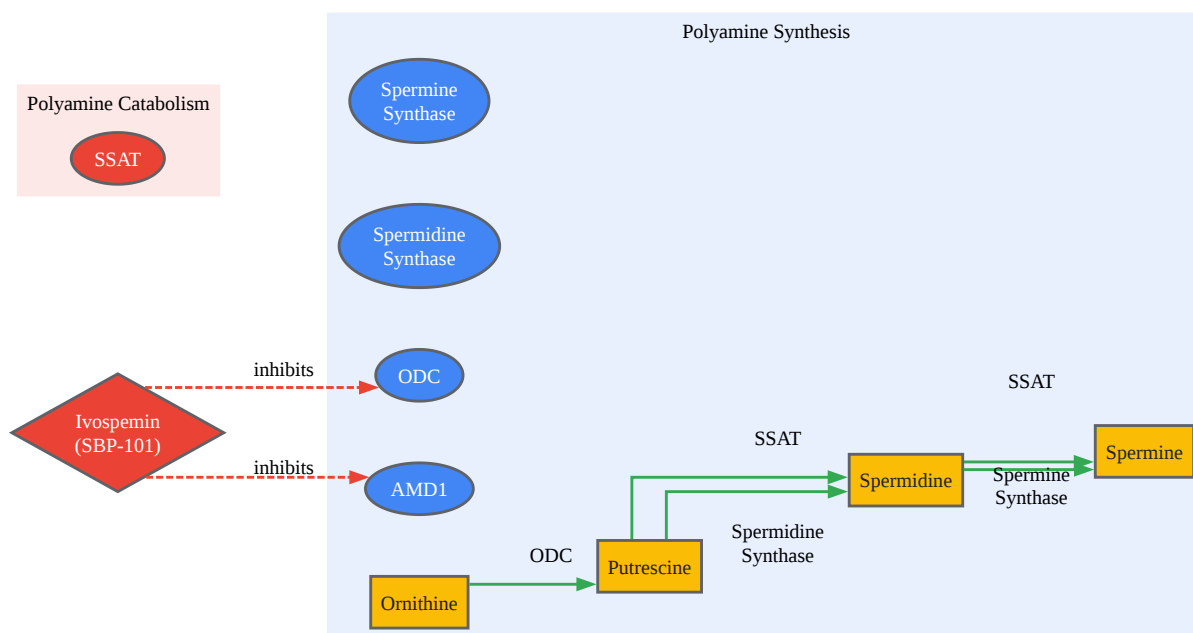 Polyamine Synthesis
Polyamine Catabolism
SSAT
Spermine
Synthase
Spermidine
Synthase
inhibits
ODC
Ivospemin
(SBP-101)
inhibits
AMD1
SSAT
SSAT
Spermine
Spermidine
Spermine
Synthase
Spermidine
Synthase
ODC
Putrescine
Ornithine